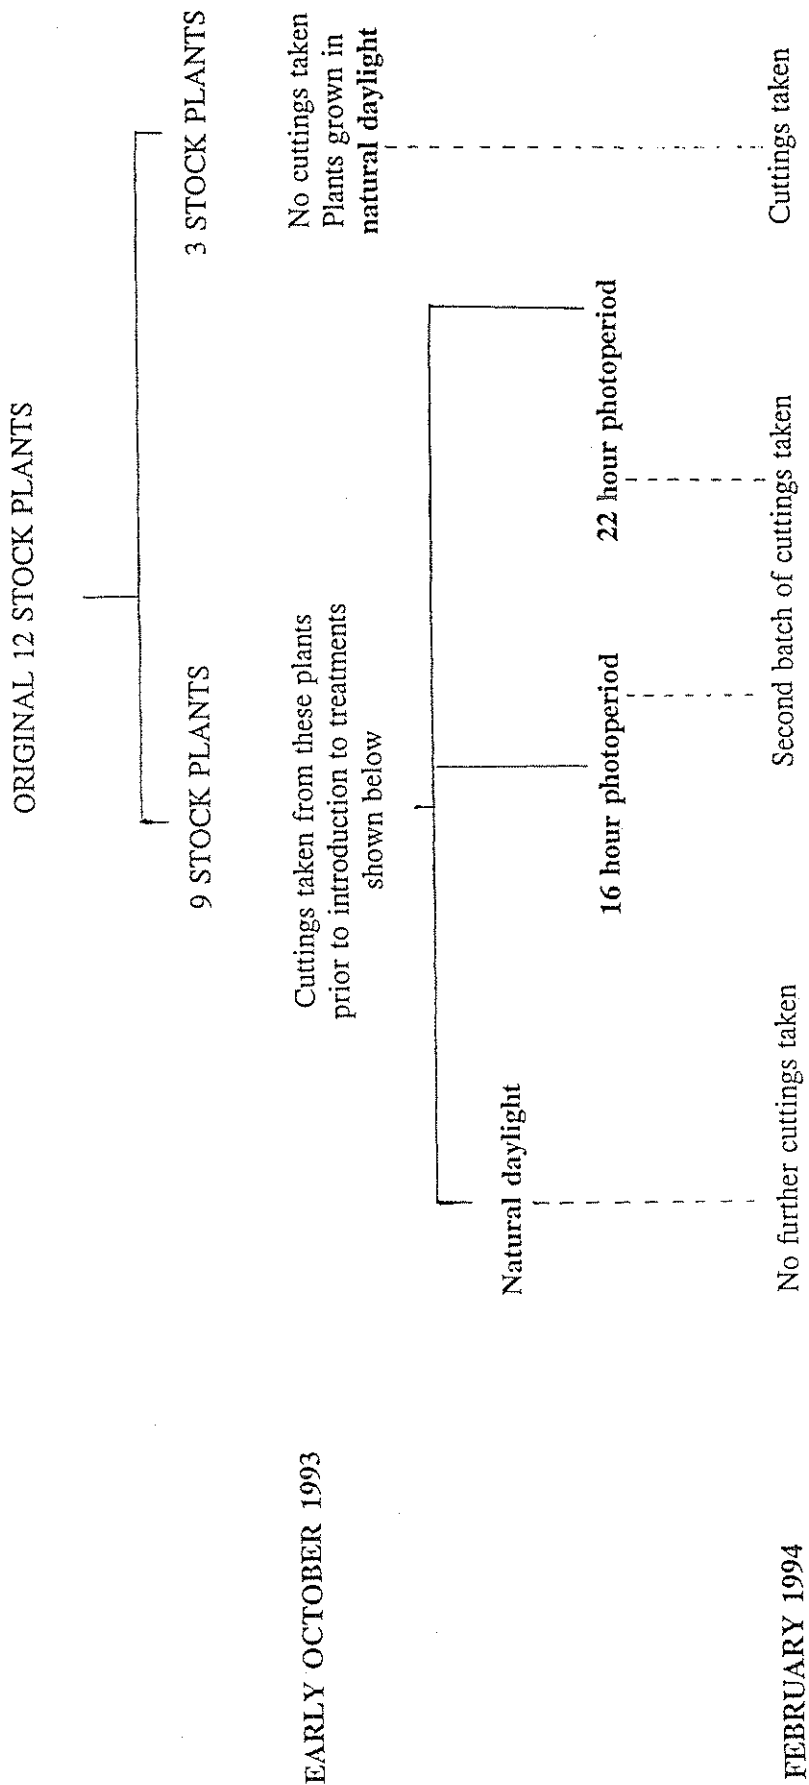 ORIGINAL 12 STOCK PLANTS
9 STOCK PLANTS
3 STOCK PLANTS
EARLY OCTOBER 1993
Cuttings taken from these plants
prior to introduction to treatments
shown below
No cuttings taken
Plants grown in
natural daylight
Natural daylight
16 hour photoperiod
22 hour photoperiod
FEBRUARY 1994
No further cuttings taken
Second batch of cuttings taken
Cuttings taken